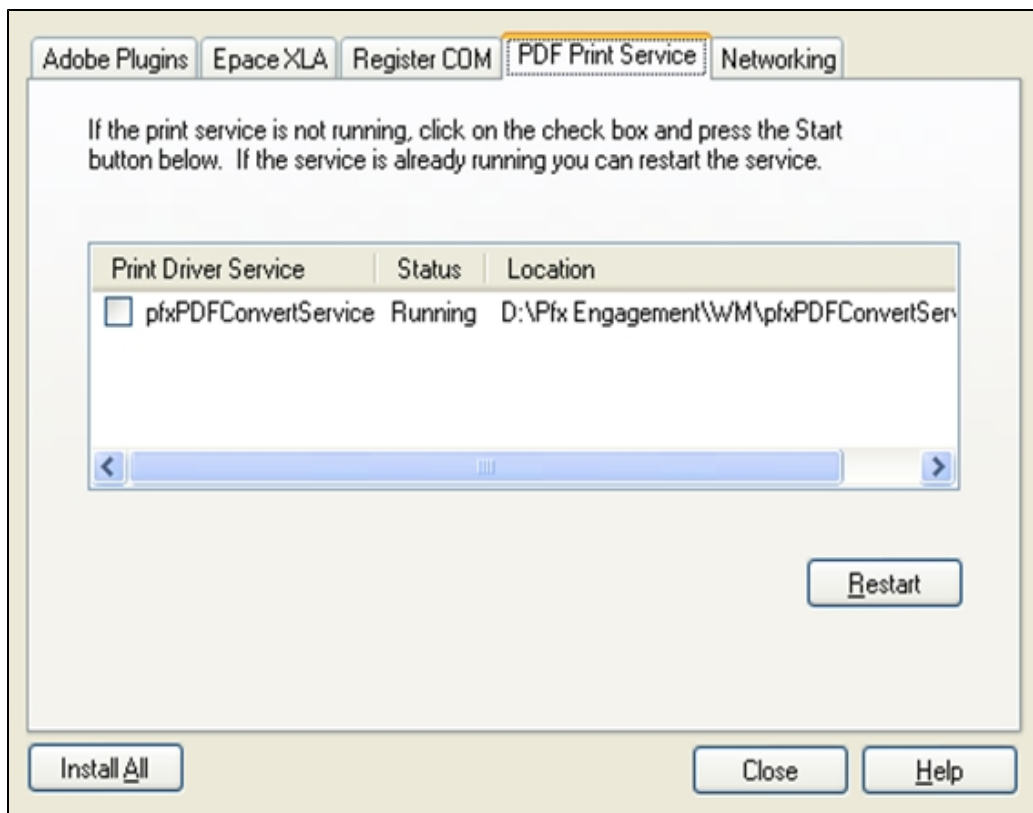 Adobe Plugins Epace XLA Register COM PDF Print Service Networking
If the print service is not running, click on the check box and press the Start
button below. If the service is already running you can restart the service.
Print Driver Service Status Location
pfxPDFConvertService Running D:\Pfx Engagement\WM\pfxPDFConvertSer
Restart
Install All Close Help